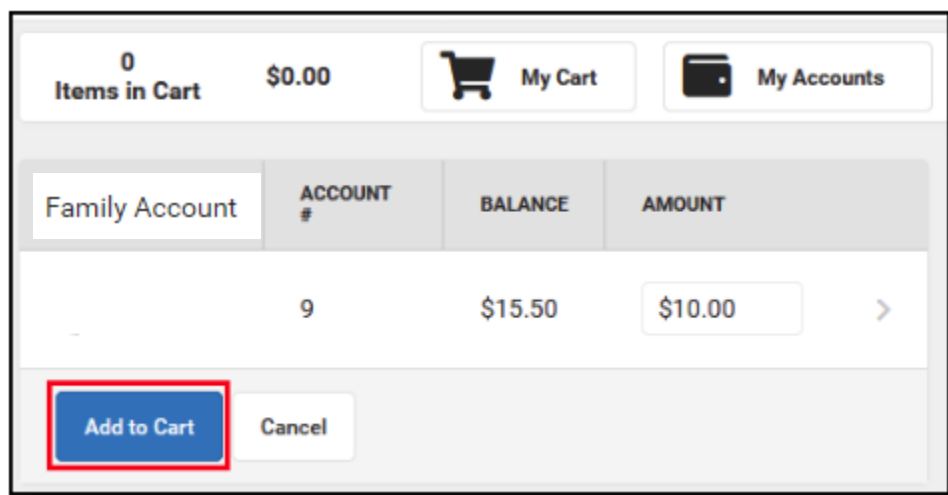 0
Items in Cart
$0.00
My Cart
My Accounts
Family Account
ACCOUNT
#
BALANCE
AMOUNT
9
$15.50
$10.00
Add to Cart
Cancel